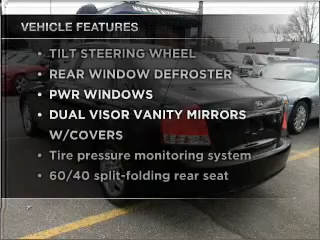 VEHICLE FEATURES
• TILT STEERING WHEEL
• REAR WINDOW DEFROSTER
• PWR WINDOWS
• DUAL VISOR VANITY MIRRORS
W/COVERS
• Tire pressure monitoring system
• 60/40 split-folding rear seat